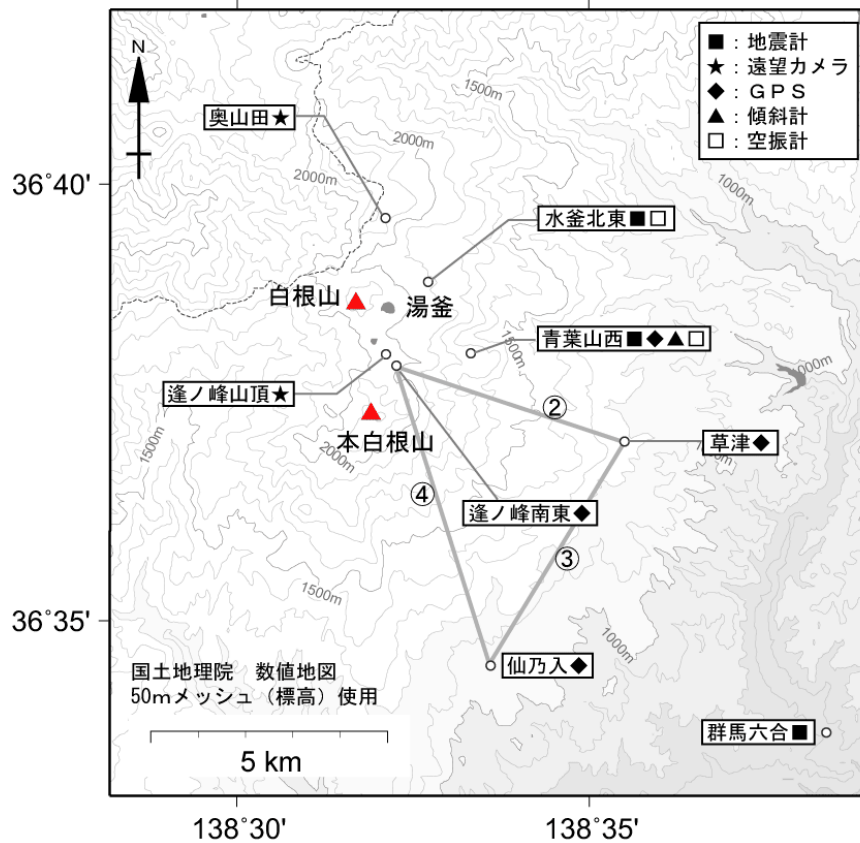 N
■：地震計
★：遠望カメラ
◆：ＧＰＳ
▲：傾斜計
□：空振計
1500m
奥山田★
2000m
2000m
36°40'
1000m
水釜北東■□
白根山
湯釜
青葉山西■◆▲□
1500m
1000m
逢ノ峰山頂★
②
本白根山
草津◆
1500m
2000m
④
逢ノ峰南東◆
③
1500m
36°35'
1000m
仙乃入◆
国土地理院　数値地図
50mメッシュ（標高）使用
5 km
群馬六合■
138°30'
138°35'